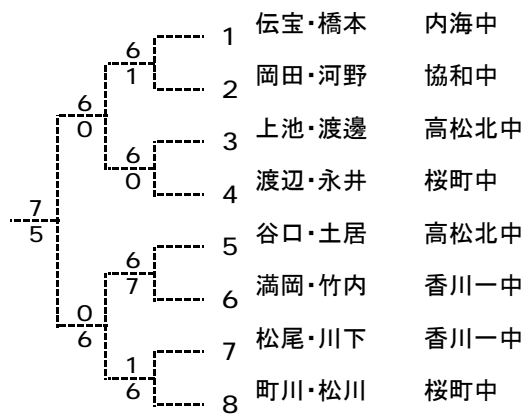 1 伝宝・橋本 内海中
6
1
2 岡田・河野 協和中
6
0
3 上池・渡邊 高松北中
6
0
4 渡辺・永井 桜町中
7
5
5 谷口・土居 高松北中
6
7
6 満岡・竹内 香川一中
0
6
7 松尾・川下 香川一中
1
6
8 町川・松川 桜町中